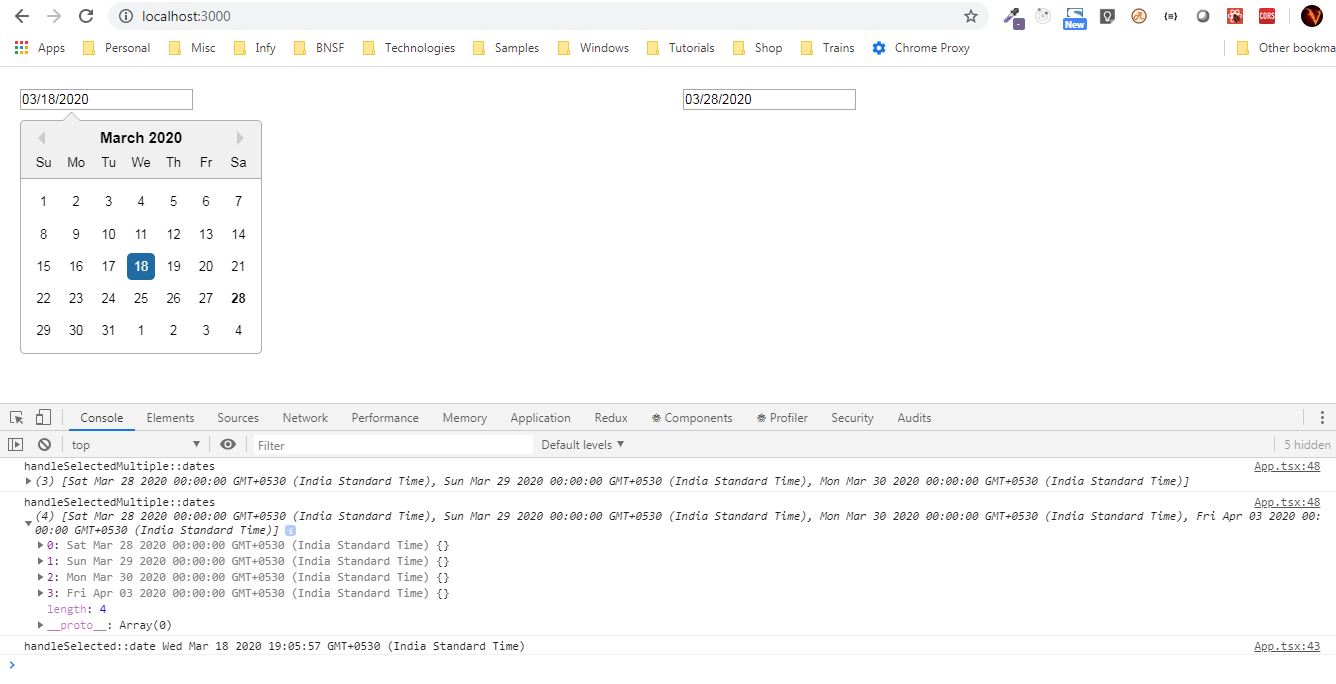 localhost:3000
New
CORS
Apps Personal Misc Infy BNSF Technologies Samples Windows Tutorials Shop Trains Chrome Proxy Other bookma
03/18/2020 03/28/2020
March 2020
Su Mo Tu We Th Fr Sa
1 2 3 4 5 6 7
8 9 10 11 12 13 14
15 16 17 18 19 20 21
22 23 24 25 26 27 28
29 30 31 1 2 3 4
Console Elements Sources Network Performance Memory Application Redux Components Profiler Security Audits
top Filter Default levels 5 hidden
handleSelectedMultiple::dates App.tsx:48
(3) [Sat Mar 28 2020 00:00:00 GMT+0530 (India Standard Time), Sun Mar 29 2020 00:00:00 GMT+0530 (India Standard Time), Mon Mar 30 2020 00:00:00 GMT+0530 (India Standard Time)]
handleSelectedMultiple::dates App.tsx:48
(4) [Sat Mar 28 2020 00:00:00 GMT+0530 (India Standard Time), Sun Mar 29 2020 00:00:00 GMT+0530 (India Standard Time), Mon Mar 30 2020 00:00:00 GMT+0530 (India Standard Time), Fri Apr 03 2020 00:
00:00 GMT+0530 (India Standard Time)] i
0: Sat Mar 28 2020 00:00:00 GMT+0530 (India Standard Time) {}
1: Sun Mar 29 2020 00:00:00 GMT+0530 (India Standard Time) {}
2: Mon Mar 30 2020 00:00:00 GMT+0530 (India Standard Time) {}
3: Fri Apr 03 2020 00:00:00 GMT+0530 (India Standard Time) {}
length: 4
__proto__: Array(0)
handleSelected::date Wed Mar 18 2020 19:05:57 GMT+0530 (India Standard Time) App.tsx:43